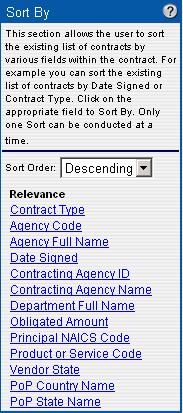 Sort By
This section allows the user to sort
the existing list of contracts by
various fields within the contract. For
example you can sort the existing
list of contracts by Date Signed or
Contract Type. Click on the
appropriate field to Sort By. Only
one Sort can be conducted at a
time.
Sort Order: Descending
Relevance
Contract Type
Agency Code
Agency Full Name
Date Signed
Contracting Agency ID
Contracting Agency Name
Department Full Name
Obligated Amount
Principal NAICS Code
Product or Service Code
Vendor State
PoP Country Name
PoP State Name